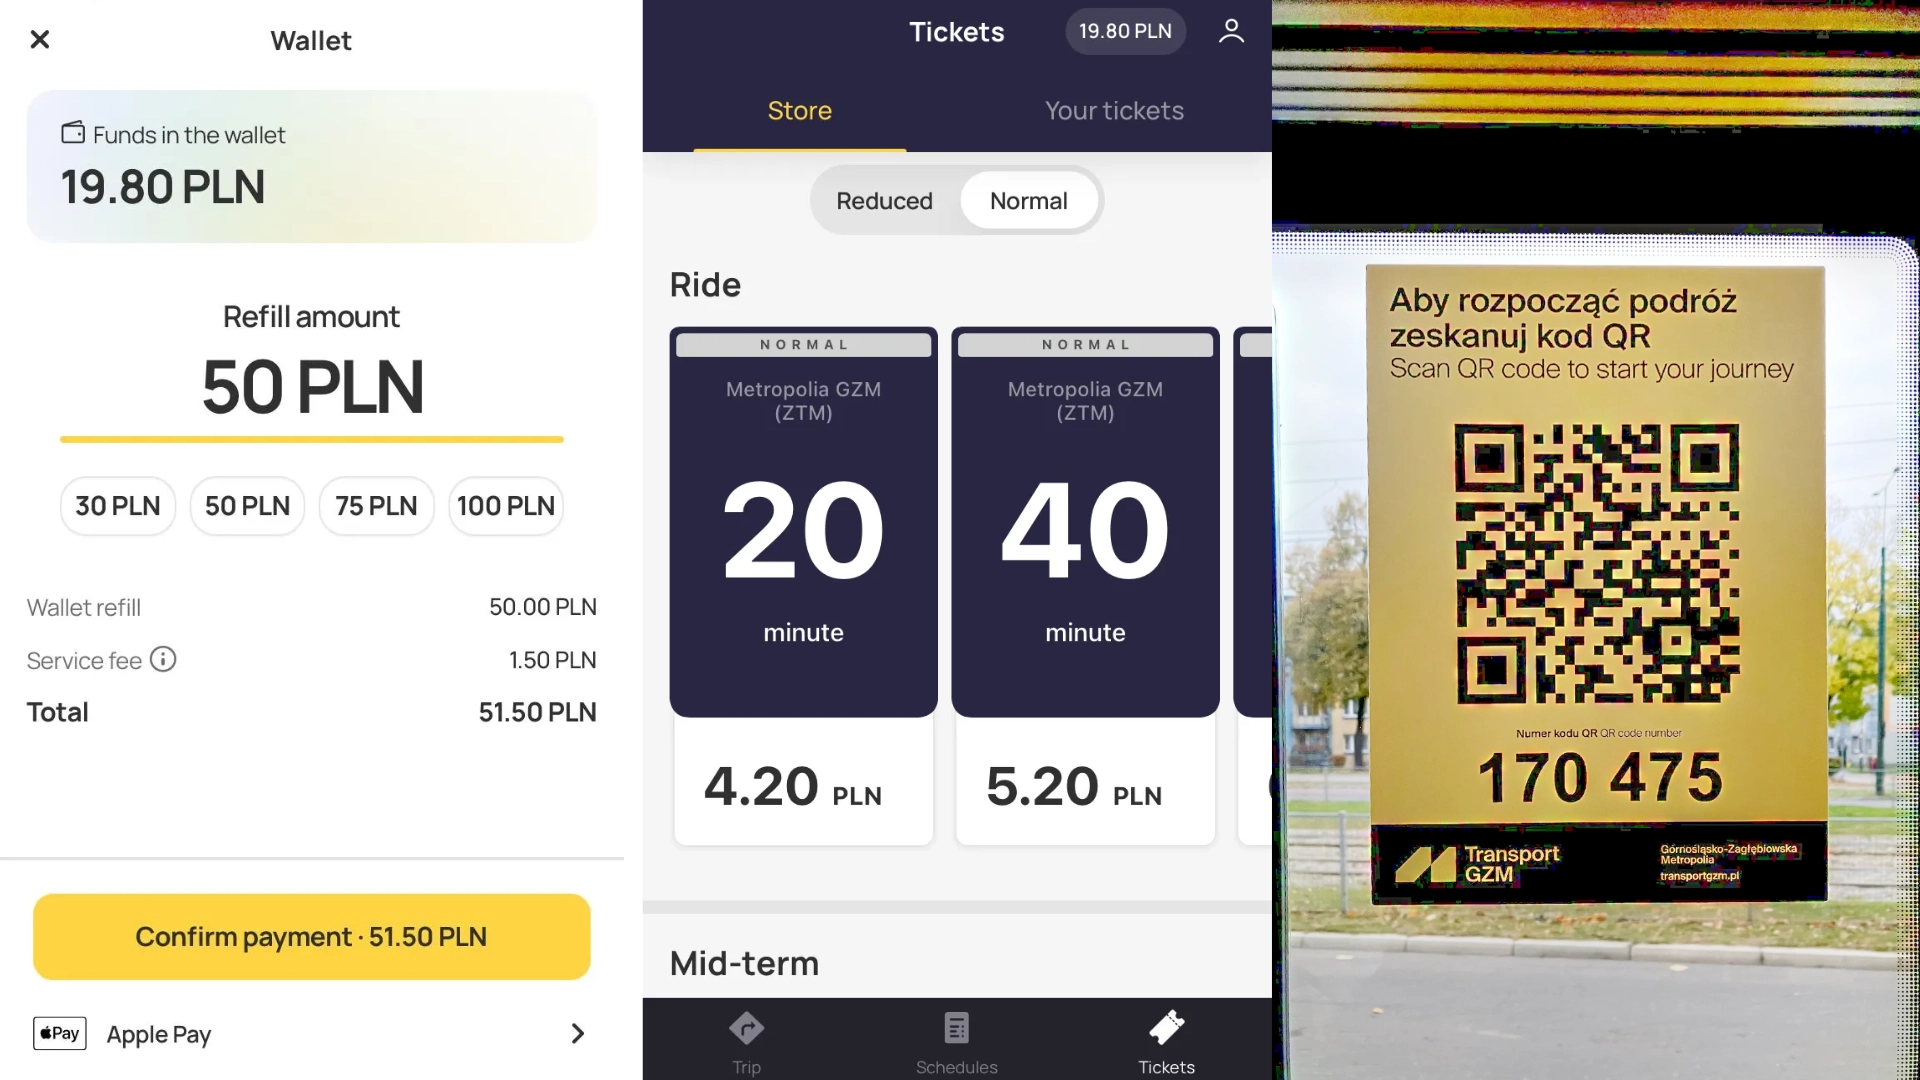 Wallet
Funds in the wallet
19.80 PLN
Refill amount
50 PLN
30 PLN
50 PLN
75 PLN
100 PLN
Wallet refill
50.00 PLN
Service fee
1.50 PLN
Total
51.50 PLN
Confirm payment · 51.50 PLN
Pay
Apple Pay
Tickets
19.80 PLN
Store
Your tickets
Reduced
Normal
Ride
NORMAL
Metropolia GZM
(ZTM)
20
minute
4.20 PLN
NORMAL
Metropolia GZM
(ZTM)
40
minute
5.20 PLN
Mid-term
Trip
Schedules
Tickets
Aby rozpocząć podróż
zeskanuj kod QR
Scan QR code to start your journey
Numer kodu QR QR code number
170 475
Transport
GZM
Górnośląsko-Zagłębiowska
Metropolia
transportgzm.pl